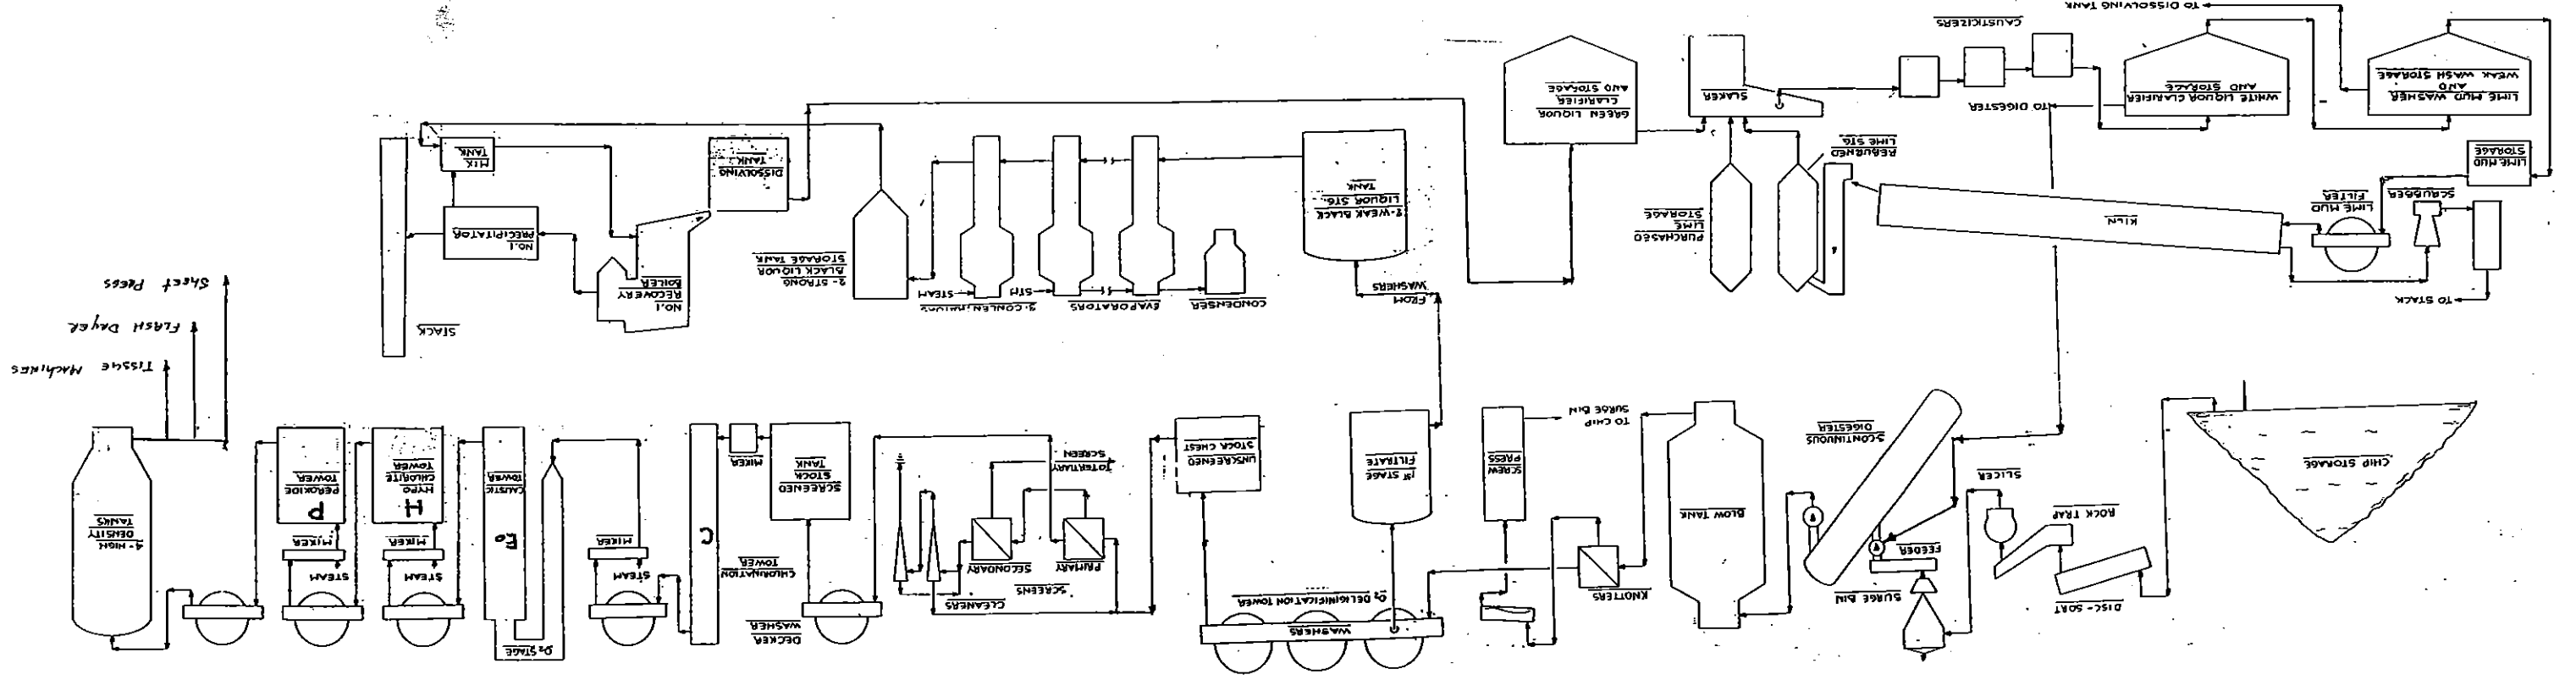 CHIP STORAGE
DISC-SORT
ROCK TRAP
SLICER
SURGE BIN
FEEDER
2 CONTINUOUS
DIGESTER
BLOW TANK
KNOTTERS
SCREW
PRESS
TO CHIP
SURGE BIN
WASHERS
O₂ DELIGINIFICATION TOWER
1ST STAGE
FILTRATE
UNSCREENED
STOCK CHEST
CLEANERS
SCREENS
PRIMARY
SECONDARY
TO TERTIARY
SCREEN
DECKER
WASHER
SCREENED
STOCK
TANK
MIXER
CHLORINATION
TOWER
C
STEAM
MIXER
O₂ STAGE
Eo
CAUSTIC
TOWER
STEAM
MIXER
H
HYPO
CHLORITE
TOWER
STEAM
MIXER
P
PEROXIDE
TOWER
4-HIGH
DENSITY
TANKS
TISSUE MACHINES
FLASH DRYER
SHEET PRESS
TO STACK
SCRUBBER
LIME MUD
FILTER
LIME MUD
STORAGE
KILN
REBURNED
LIME STG.
PURCHASED
LIME
STORAGE
FROM
WASHERS
2-WEAK BLACK
LIQUOR STG.
TANK
CONDENSER
EVAPORATORS
STM
STEAM
2-STRONG
BLACK LIQUOR
STORAGE TANK
NO.1
RECOVERY
BOILER
DISSOLVING
TANK
NO.1
PRECIPITATOR
MIX
TANK
STACK
LIME MUD WASHER
AND
WEAK WASH STORAGE
TO DISSOLVING TANK
WHITE LIQUOR CLARIFIER
AND STORAGE
TO DIGESTER
CAUSTICIZERS
SLAKER
GREEN LIQUOR
CLARIFIER
AND STORAGE